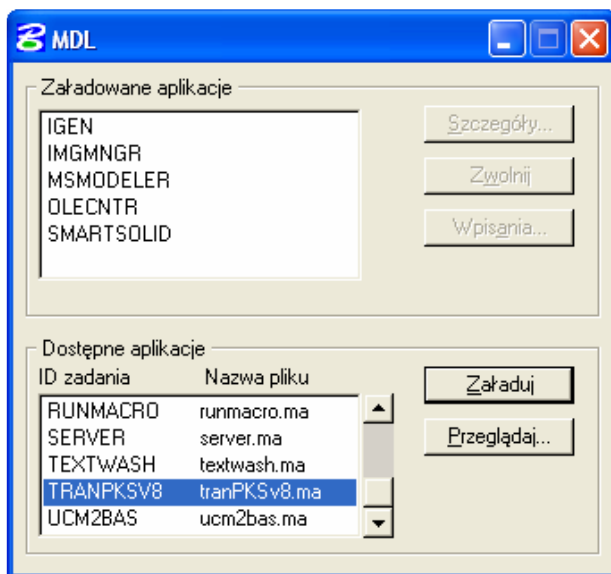 MDL
Załadowane aplikacje
IGEN
IMGMNGR
MSMODELER
OLECNTR
SMARTSOLID
Szczegóły...
Zwolnij
Wpisania...
Dostępne aplikacje
ID zadania Nazwa pliku
RUNMACRO runmacro.ma
SERVER server.ma
TEXTWASH textwash.ma
TRANPKSV8 tranPKSv8.ma
UCM2BAS ucm2bas.ma
Załaduj
Przeglądaj...